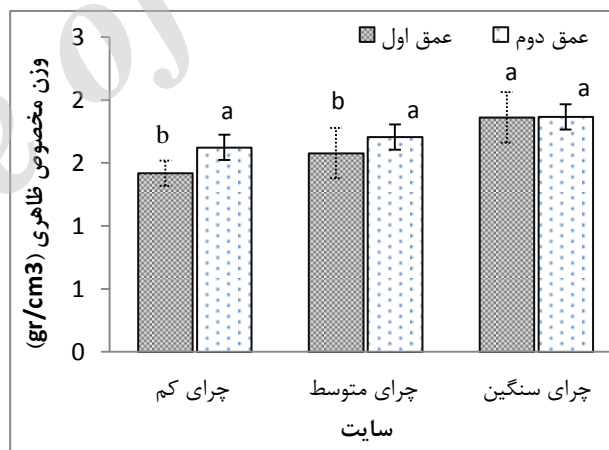 عمق اول عمق دوم
وزن مخصوص ظاهری (gr/cm3)
3
2
2
1
1
0
b a b a a a
چرای کم چرای متوسط چرای سنگین
سایت